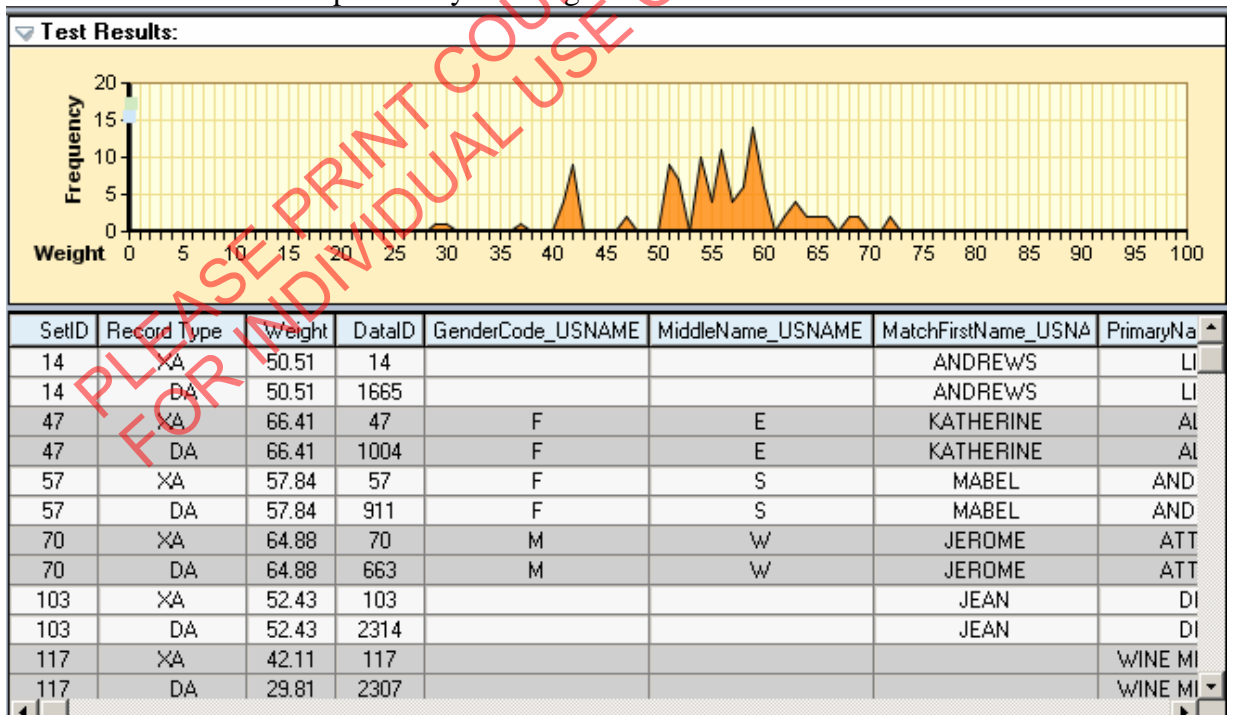 Test Results:
20
15
10
5
0
Frequency
Weight 0 5 10 15 20 25 30 35 40 45 50 55 60 65 70 75 80 85 90 95 100
SetID Record Type Weight DataID GenderCode_USNAME MiddleName_USNAME MatchFirstName_USNA PrimaryNa
14 XA 50.51 14 ANDREWS LI
14 DA 50.51 1665 ANDREWS LI
47 XA 66.41 47 F E KATHERINE AL
47 DA 66.41 1004 F E KATHERINE AL
57 XA 57.84 57 F S MABEL AND
57 DA 57.84 911 F S MABEL AND
70 XA 64.88 70 M W JEROME ATT
70 DA 64.88 663 M W JEROME ATT
103 XA 52.43 103 JEAN DI
103 DA 52.43 2314 JEAN DI
117 XA 42.11 117 WINE MI
117 DA 29.81 2307 WINE MI
PLEASE PRINT COU
FOR INDIVIDUAL USE